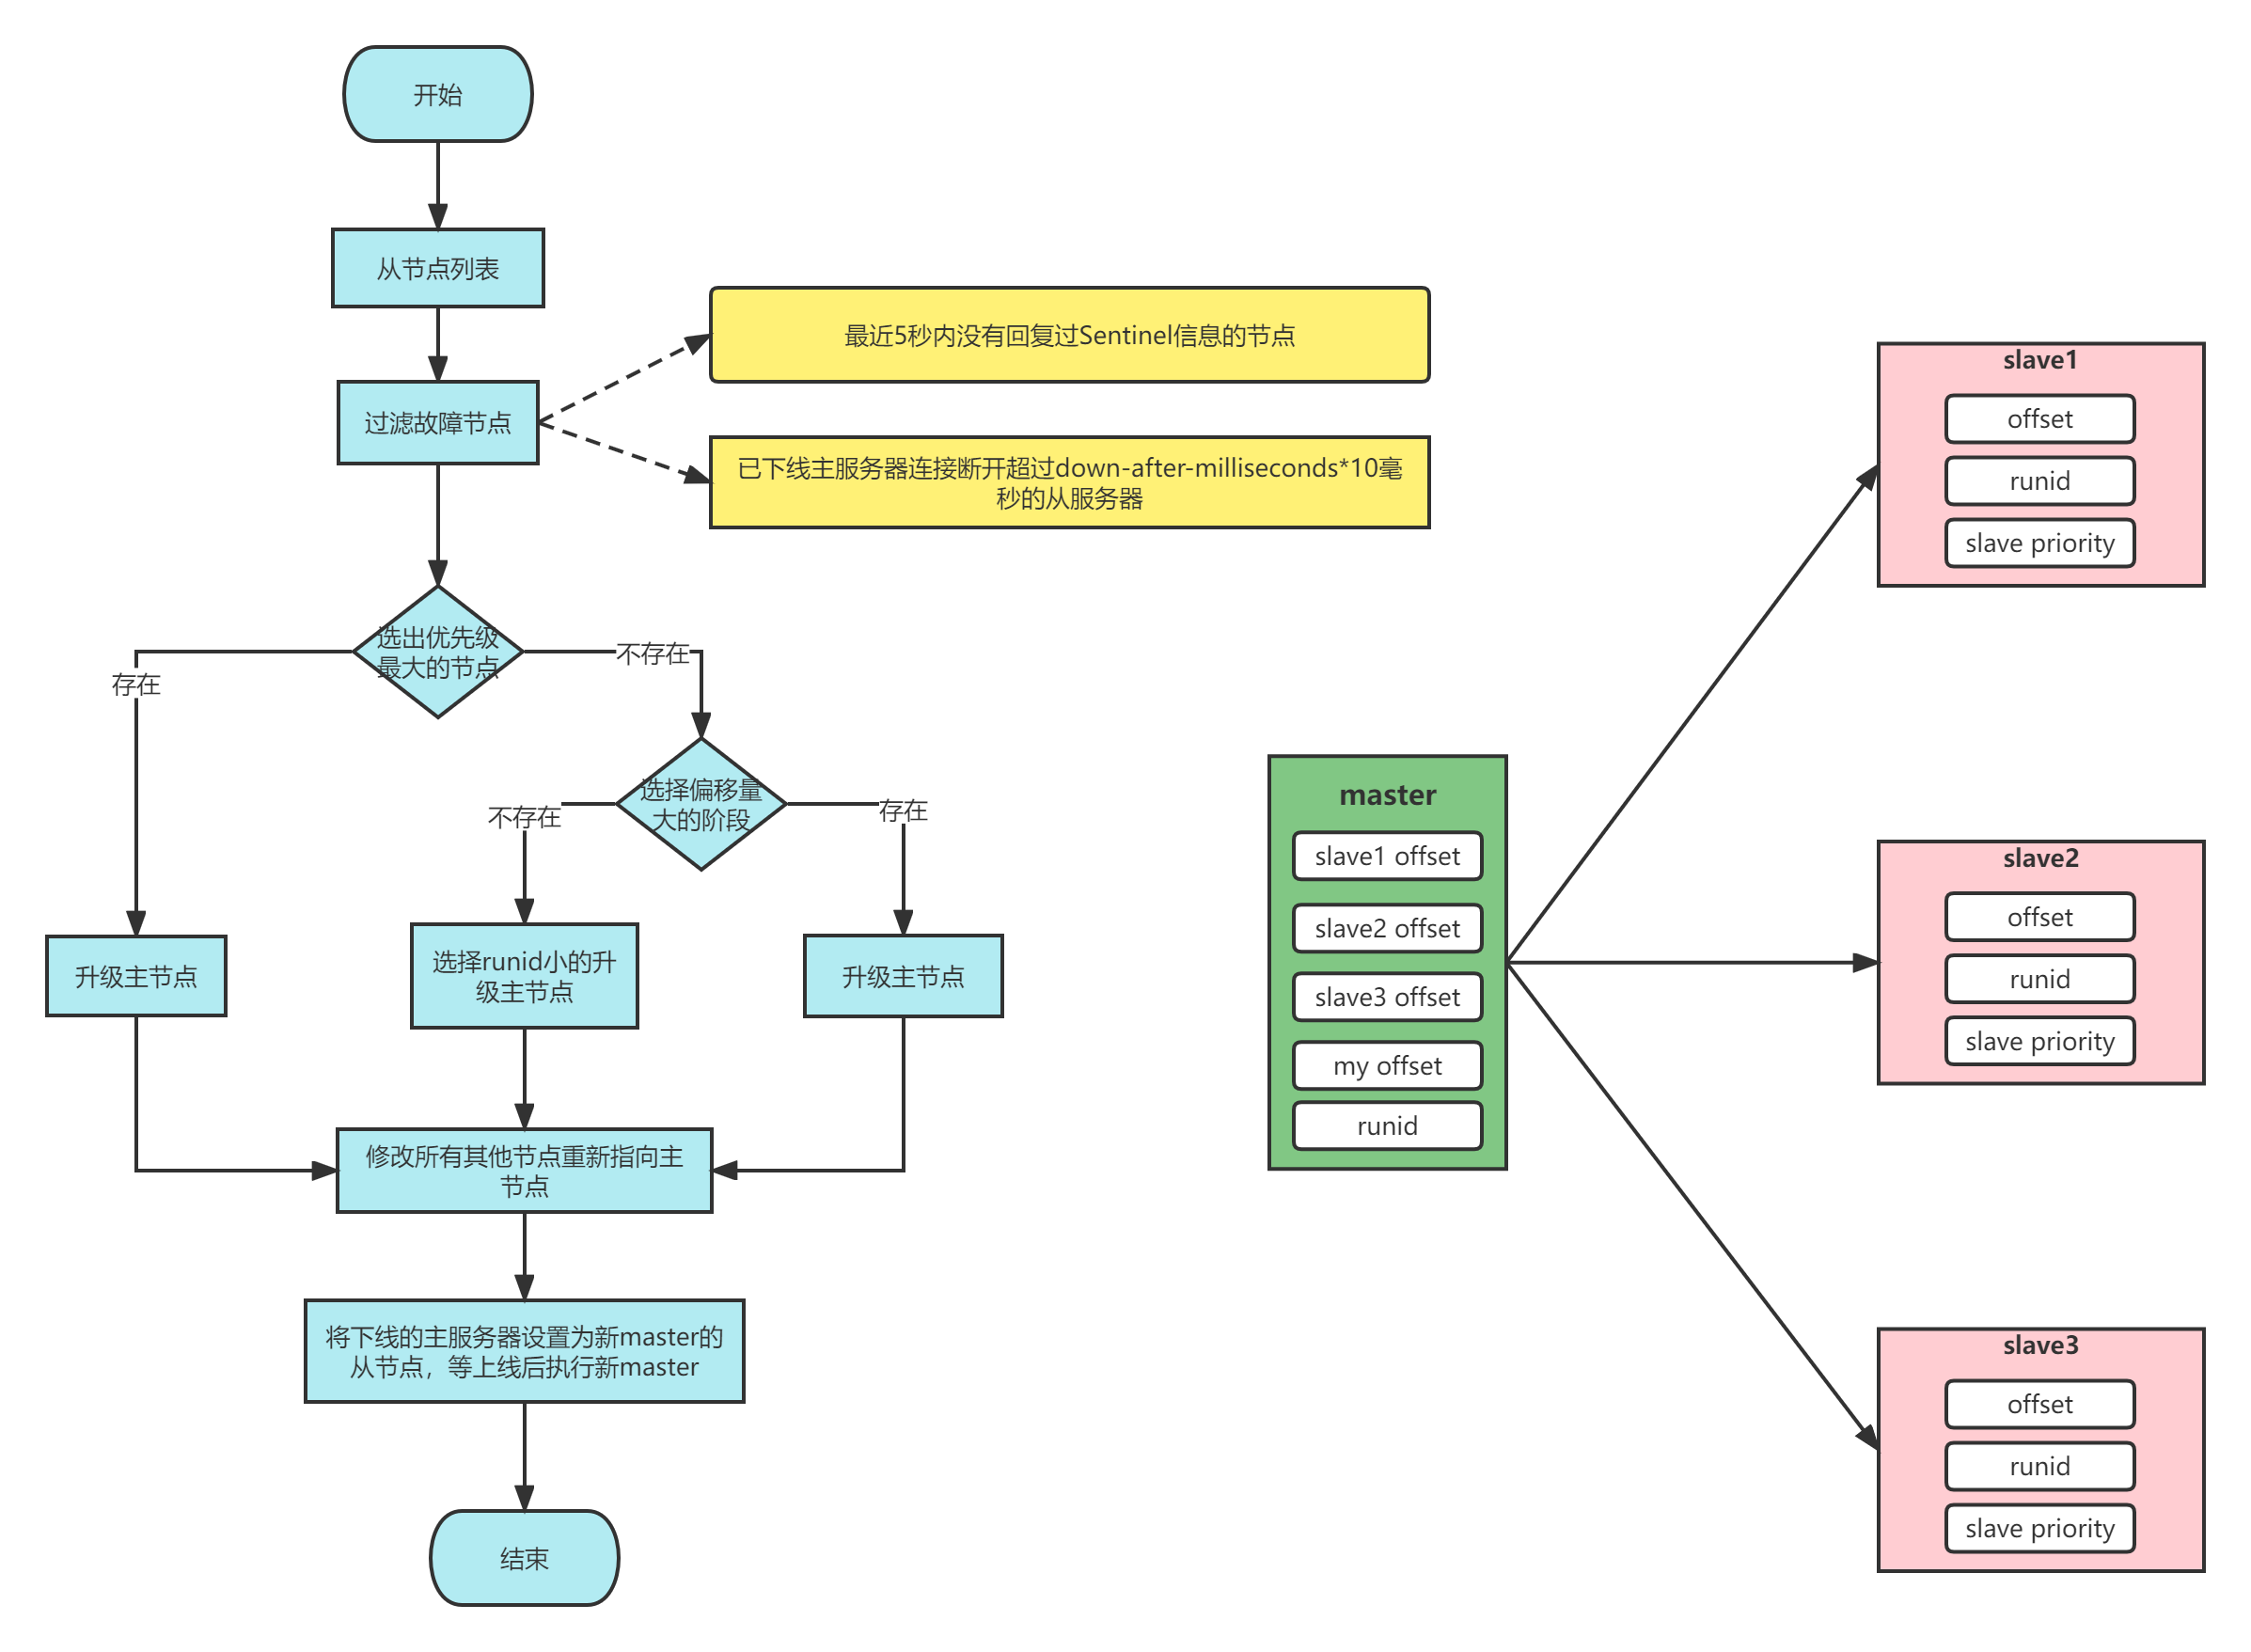 开始
从节点列表
过滤故障节点
最近5秒内没有回复过Sentinel信息的节点
已下线主服务器连接断开超过down-after-milliseconds*10毫
秒的从服务器
选出优先级
最大的节点
存在
不存在
选择偏移量
大的阶段
不存在
存在
升级主节点
选择runid小的升
级主节点
升级主节点
修改所有其他节点重新指向主
节点
将下线的主服务器设置为新master的
从节点，等上线后执行新master
结束
master
slave1 offset
slave2 offset
slave3 offset
my offset
runid
slave1
offset
runid
slave priority
slave2
offset
runid
slave priority
slave3
offset
runid
slave priority